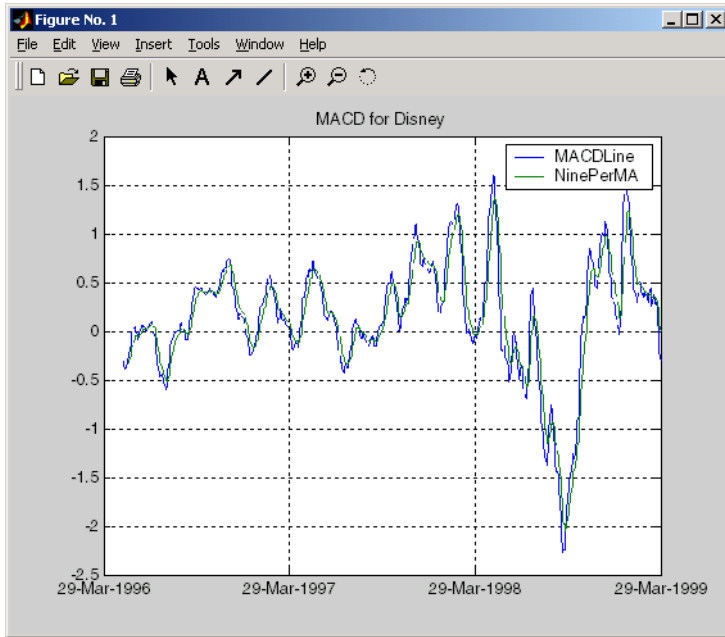 Figure No. 1
File Edit View Insert Tools Window Help
A
MACD for Disney
MACDLine
NinePerMA
2
1.5
1
0.5
0
-0.5
-1
-1.5
-2
-2.5
29-Mar-1996 29-Mar-1997 29-Mar-1998 29-Mar-1999